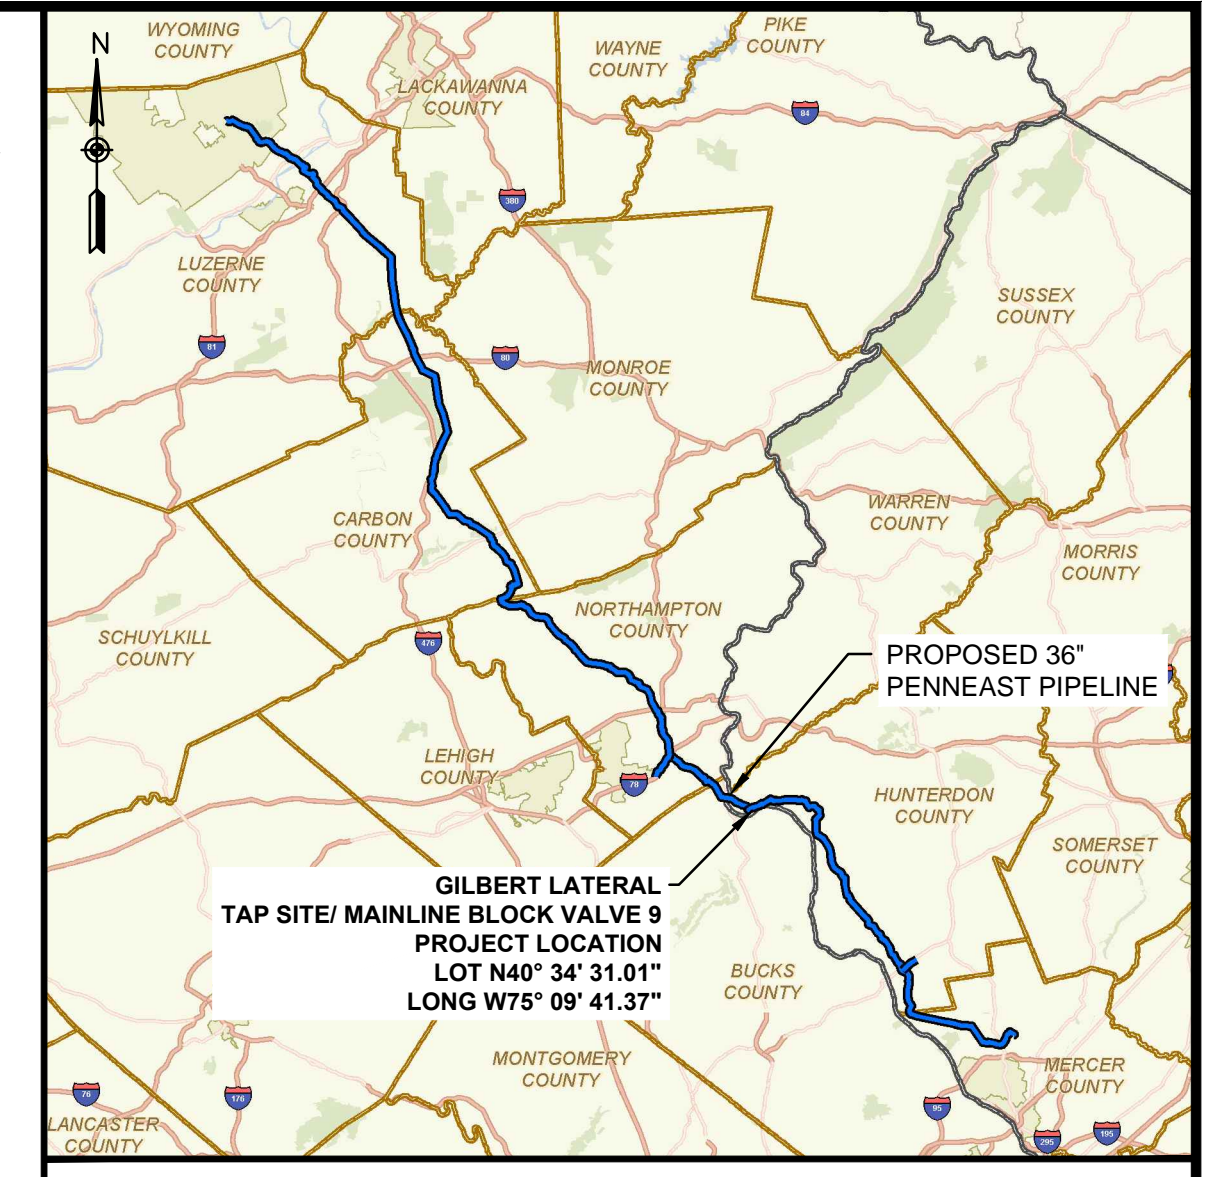 WYOMING
COUNTY
PIKE
COUNTY
N
WAYNE
COUNTY
LACKAWANNA
COUNTY
84
380
LUZERNE
COUNTY
SUSSEX
COUNTY
81
80
MONROE
COUNTY
WARREN
COUNTY
CARBON
COUNTY
MORRIS
COUNTY
NORTHAMPTON
COUNTY
SCHUYLKILL
COUNTY
476
PROPOSED 36"
PENNEAST PIPELINE
LEHIGH
COUNTY
78
HUNTERDON
COUNTY
SOMERSET
COUNTY
GILBERT LATERAL
TAP SITE/ MAINLINE BLOCK VALVE 9
PROJECT LOCATION
LOT N40° 34' 31.01"
LONG W75° 09' 41.37"
BUCKS
COUNTY
MONTGOMERY
COUNTY
MERCER
COUNTY
76
176
95
LANCASTER
COUNTY
295
195